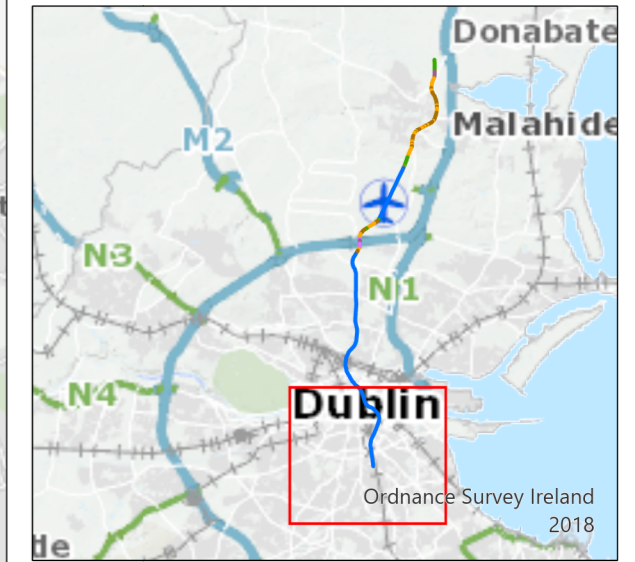 Donabate
Malahide
M2
N3
N1
N4
Dublin
Ordnance Survey Ireland
2018
de
t